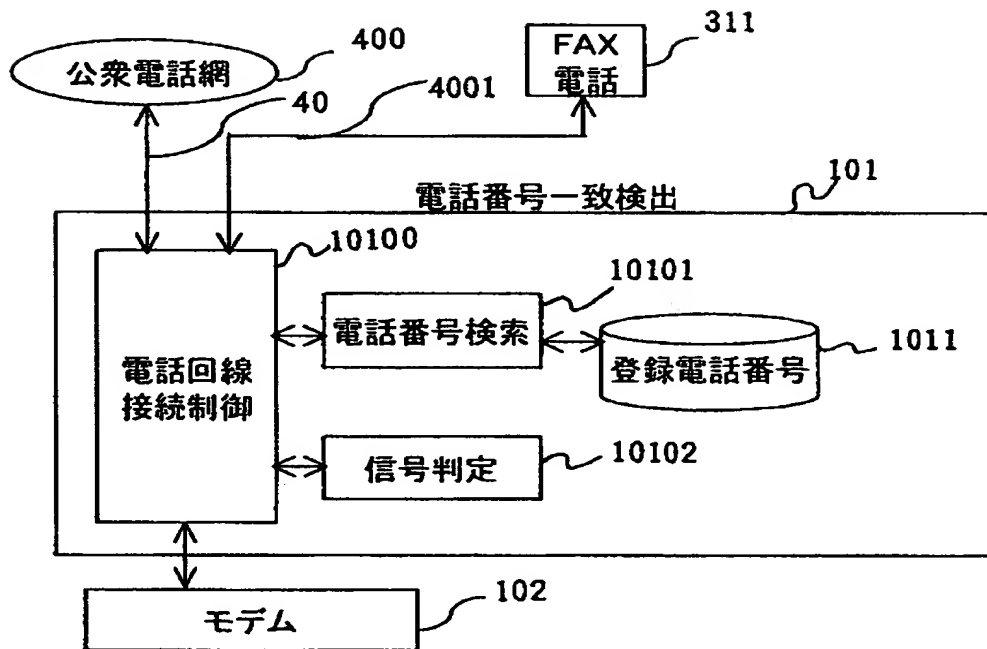 公衆電話網
400
FAX
電話
311
40
4001
電話番号一致検出
101
10100
電話回線
接続制御
電話番号検索
10101
登録電話番号
1011
信号判定
10102
モデム
102